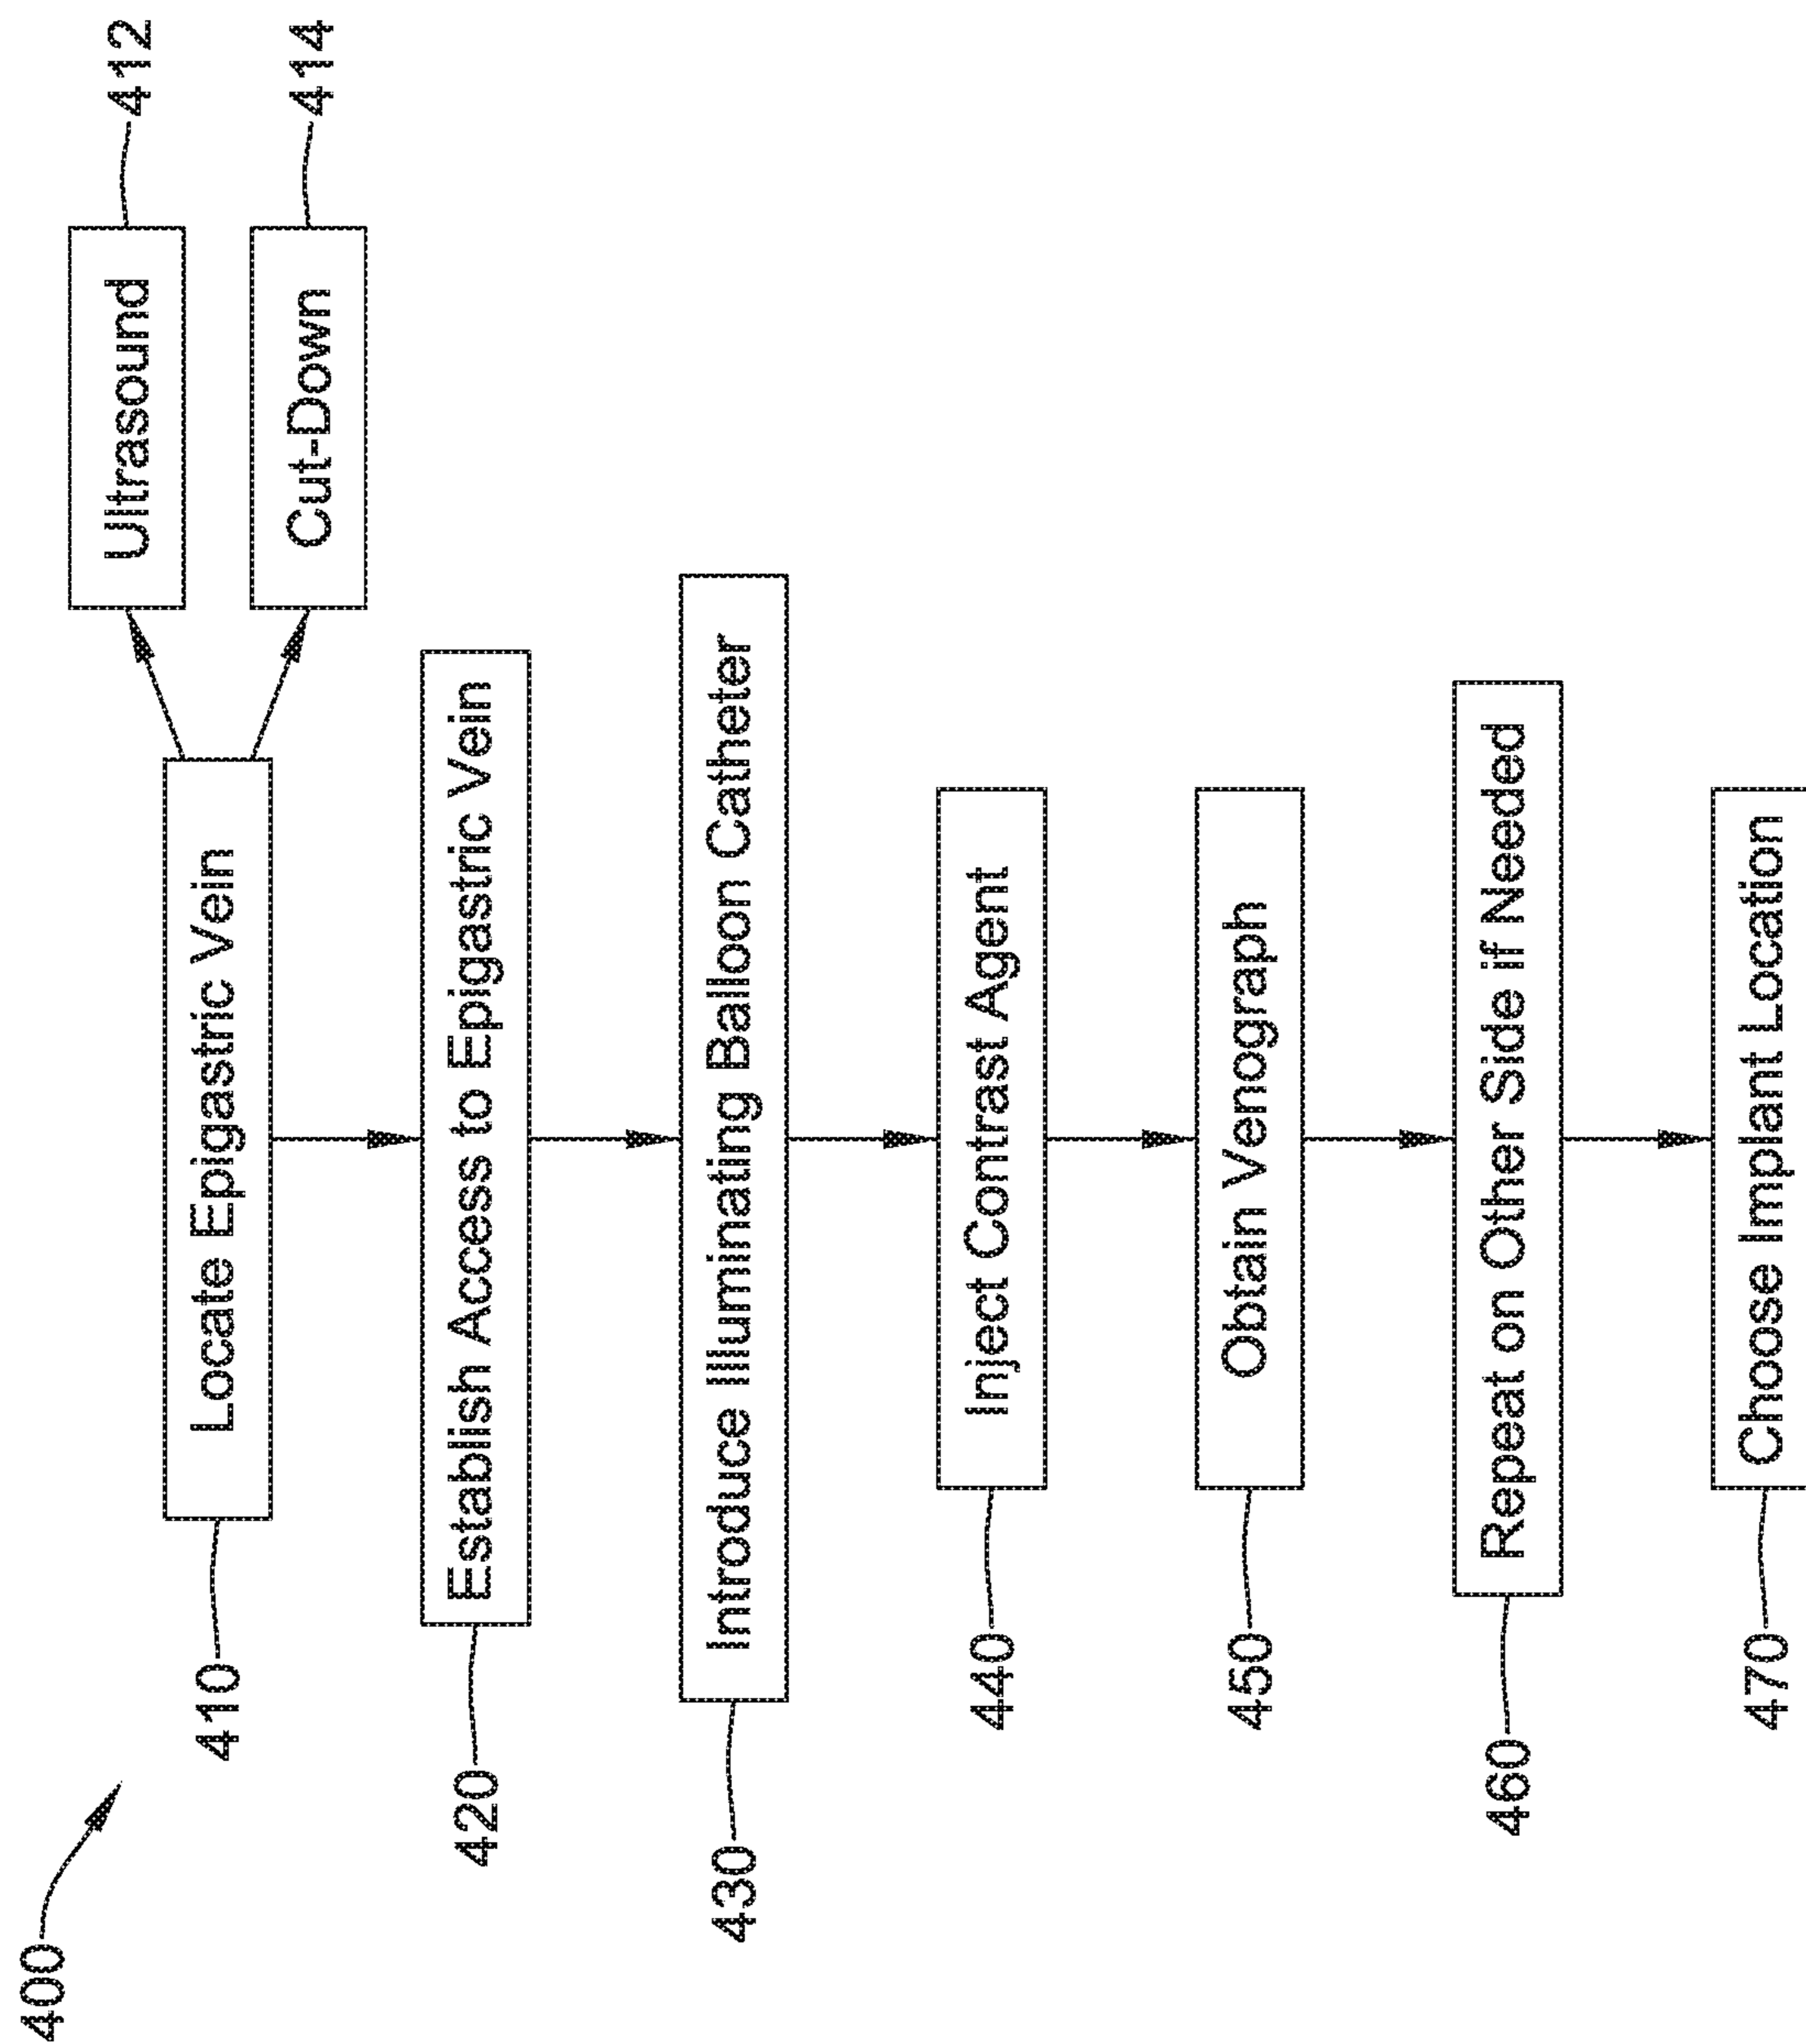 400
410
Locate Epigastric Vein
Ultrasound
412
Cut-Down
414
420
Establish Access to Epigastric Vein
430
Introduce Illuminating Balloon Catheter
440
Inject Contrast Agent
450
Obtain Venograph
460
Repeat on Other Side if Needed
470
Choose Implant Location